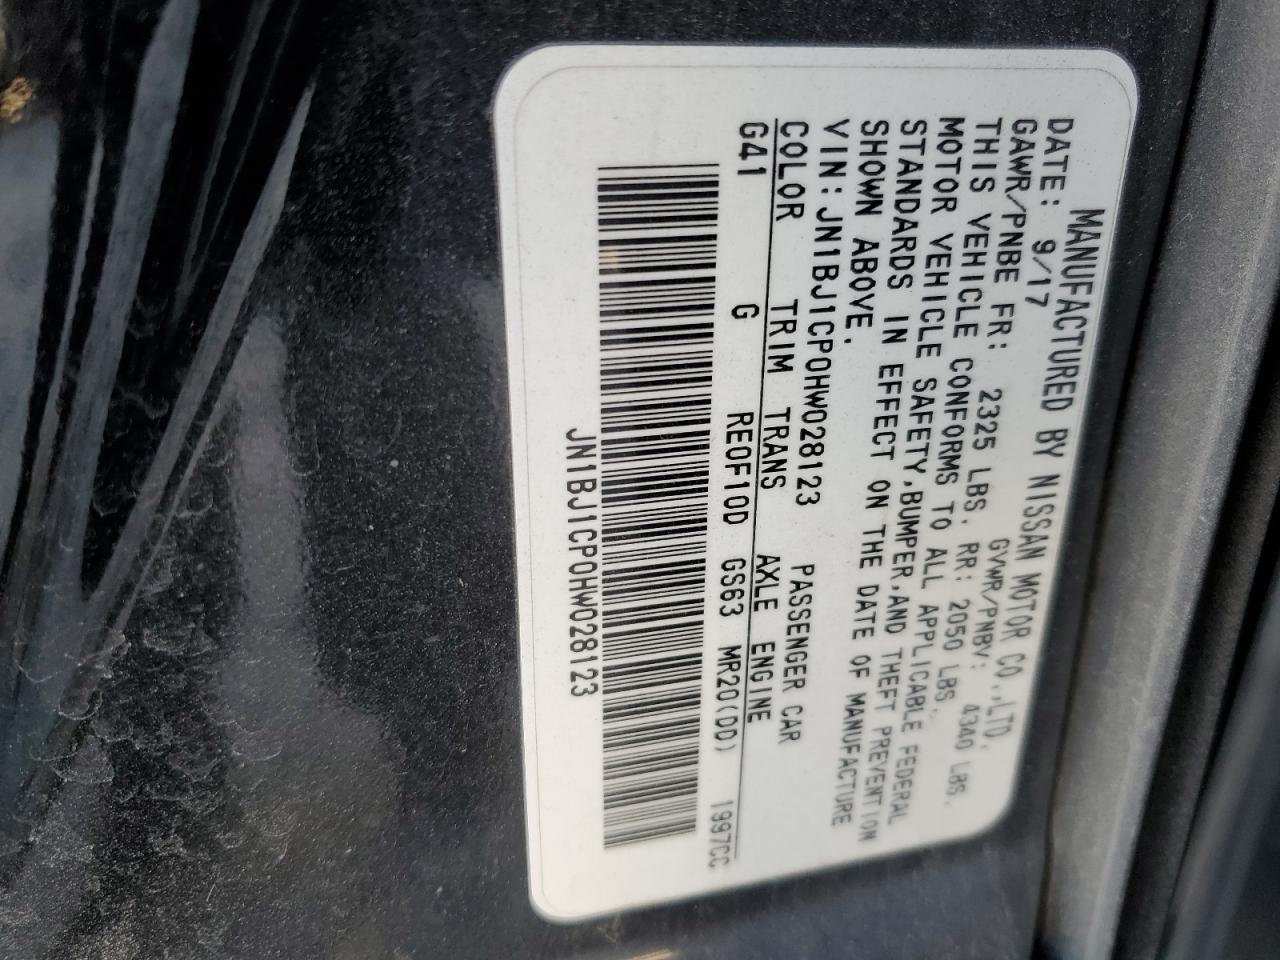 MANUFACTURED BY NISSAN MOTOR CO.,LTD.
DATE: 9/17 GVWR/PNBV: 4340 LBS.
GAWR/PNBE FR: 2325 LBS. RR: 2050 LBS.
THIS VEHICLE CONFORMS TO ALL APPLICABLE FEDERAL
MOTOR VEHICLE SAFETY,BUMPER,AND THEFT PREVENTION
STANDARDS IN EFFECT ON THE DATE OF MANUFACTURE
SHOWN ABOVE.
VIN:JN1BJ1CP0HW028123 PASSENGER CAR
COLOR TRIM TRANS AXLE ENGINE
G41 G RE0F10D GS63 MR20(DD) 1997CC
JN1BJ1CP0HW028123